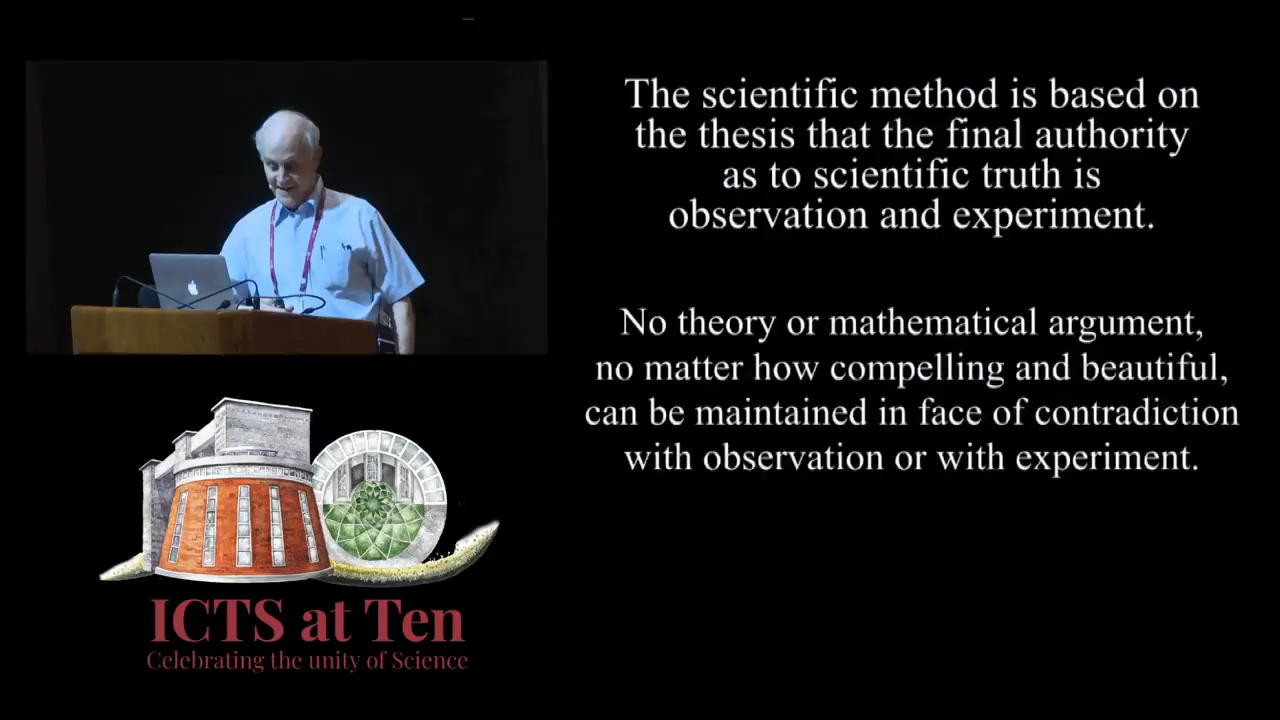 The scientific method is based on
the thesis that the final authority
as to scientific truth is
observation and experiment.
No theory or mathematical argument,
no matter how compelling and beautiful,
can be maintained in face of contradiction
with observation or with experiment.
ICTS at Ten
Celebrating the unity of Science